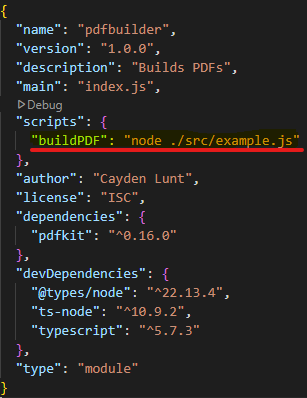 {
"name": "pdfbuilder",
"version": "1.0.0",
"description": "Builds PDFs",
"main": "index.js",
Debug
"scripts": {
"buildPDF": "node ./src/example.js"
},
"author": "Cayden Lunt",
"license": "ISC",
"dependencies": {
"pdfkit": "^0.16.0"
},
"devDependencies": {
"@types/node": "^22.13.4",
"ts-node": "^10.9.2",
"typescript": "^5.7.3"
},
"type": "module"
}